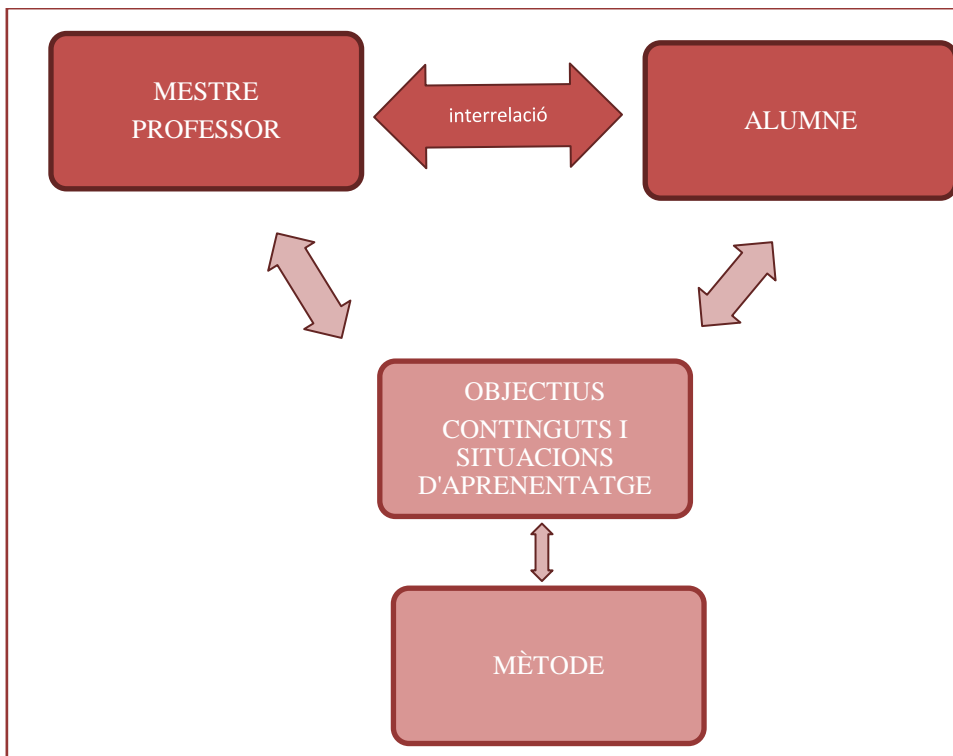 MESTRE
PROFESSOR
interrelació
ALUMNE
OBJECTIUS
CONTINGUTS I
SITUACIONS
D'APRENENTATGE
MÈTODE